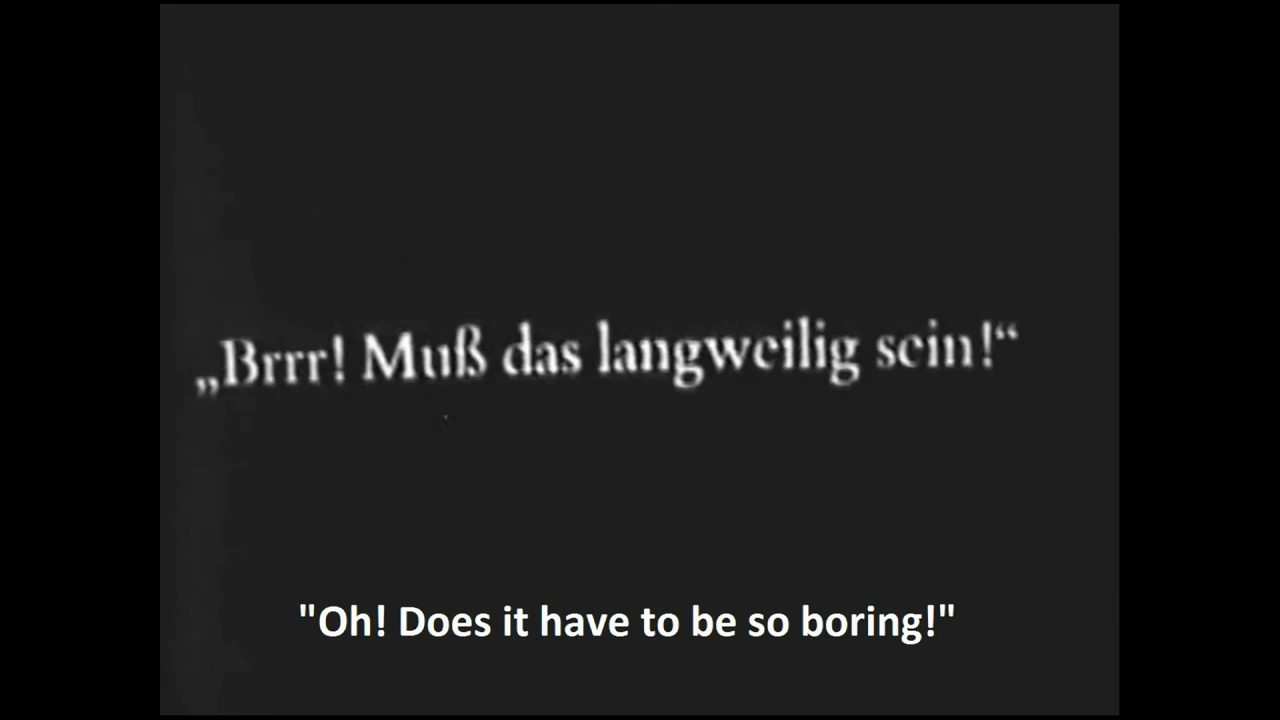 „Brrr! Muß das langweilig sein!“
"Oh! Does it have to be so boring!"